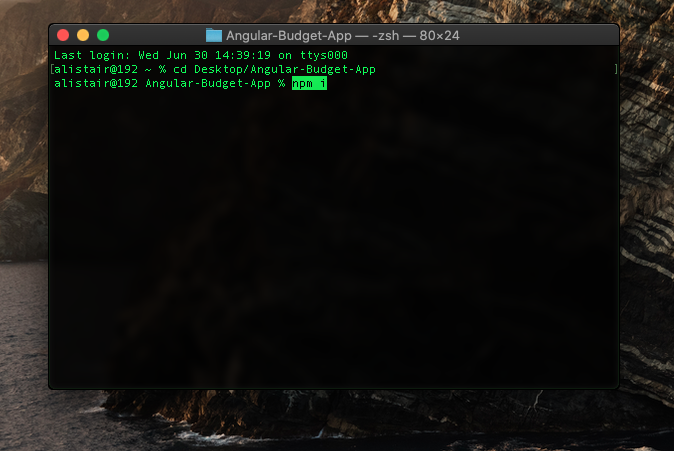 Angular-Budget-App — -zsh — 80×24
Last login: Wed Jun 30 14:39:19 on ttys000
[alistair@192 ~ % cd Desktop/Angular-Budget-App ]
alistair@192 Angular-Budget-App % npm i